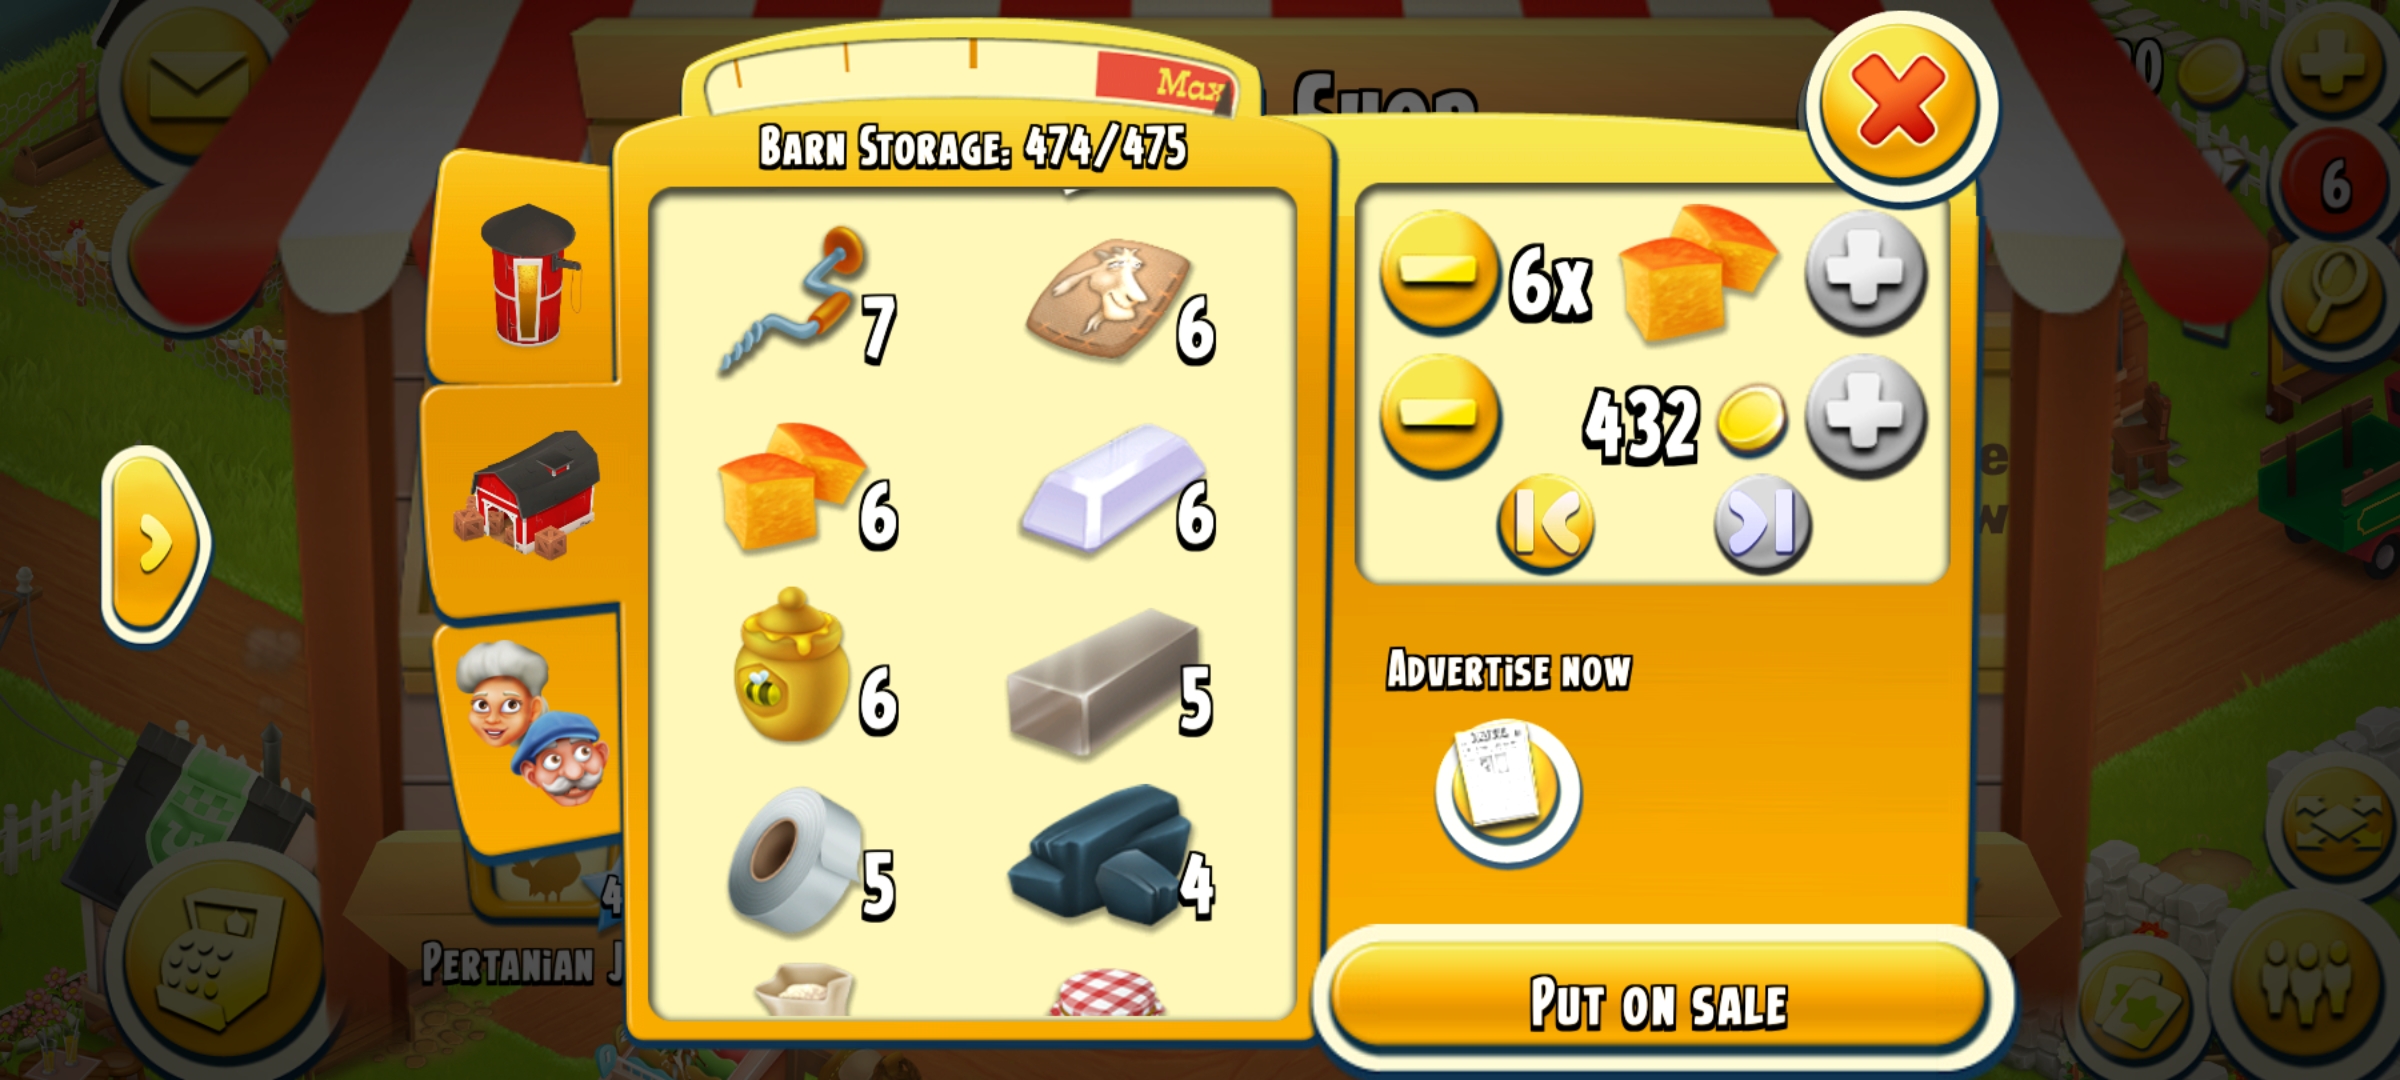 Shop
Max
BARN STORAGE: 474/475
6
7
6
6x
6
6
432
6
5
ADVERTISE NOW
5
4
PERTANIAN J
PUT ON SALE